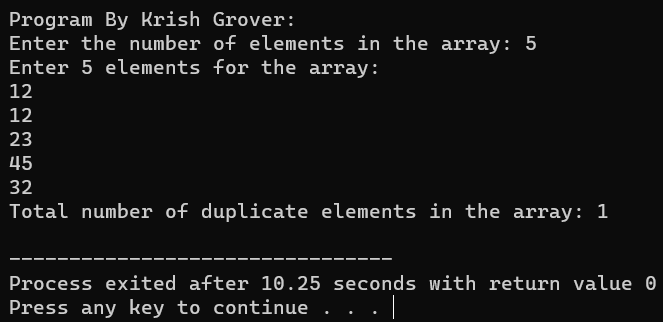 Program By Krish Grover:
Enter the number of elements in the array: 5
Enter 5 elements for the array:
12
12
23
45
32
Total number of duplicate elements in the array: 1
--------------------------------
Process exited after 10.25 seconds with return value 0
Press any key to continue . . .